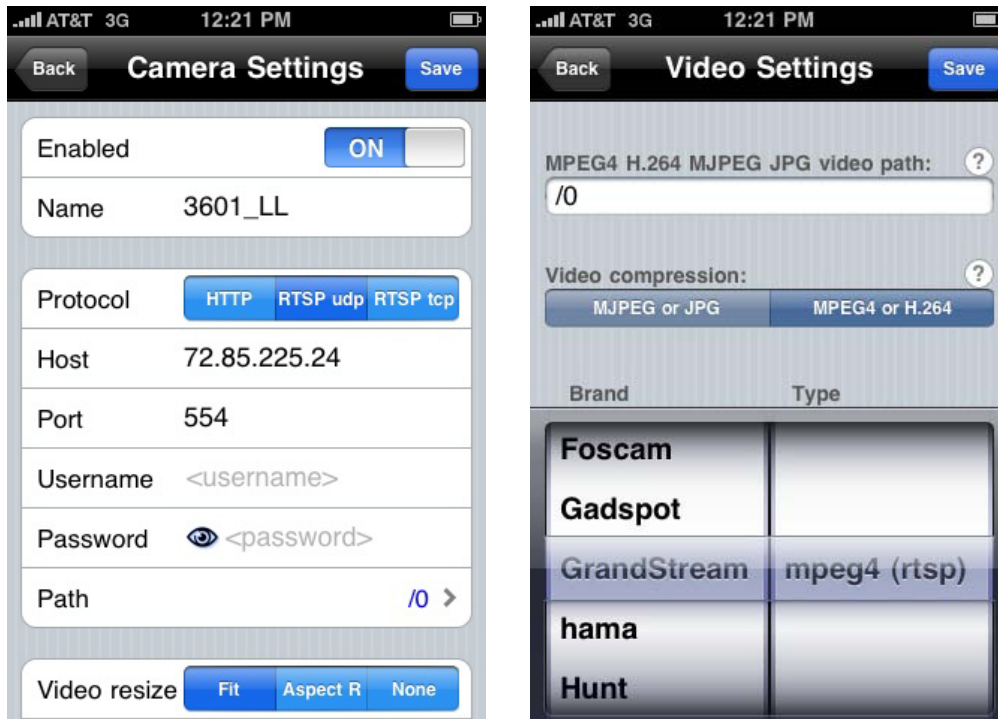 AT&T 3G 12:21 PM
Back Camera Settings Save
Enabled ON
Name 3601_LL
Protocol HTTP RTSP udp RTSP tcp
Host 72.85.225.24
Port 554
Username <username>
Password <password>
Path /0
Video resize Fit Aspect R None
AT&T 3G 12:21 PM
Back Video Settings Save
MPEG4 H.264 MJPEG JPG video path: ?
/0
Video compression: ?
MJPEG or JPG MPEG4 or H.264
Brand Type
Foscam
Gadspot
GrandStream mpeg4 (rtsp)
hama
Hunt